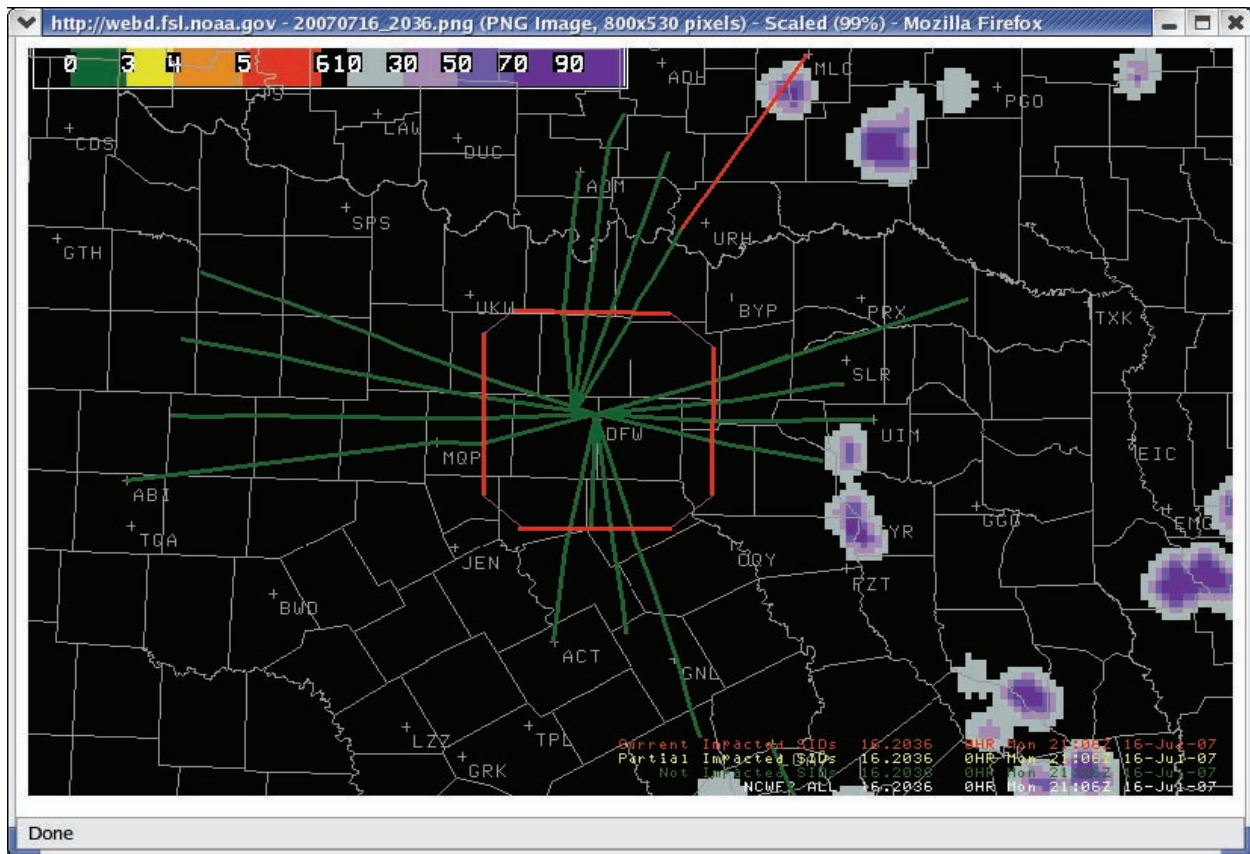 http://webd.fsl.noaa.gov - 20070716_2036.png (PNG Image, 800x530 pixels) - Scaled (99%) - Mozilla Firefox
0 3 4 5 610 30 50 70 90
ADH
MLC
PGO
LAW
CDS
DUC
ADM
SPS
URH
GTH
UKW
BYP
PRX
TXK
SLR
DFW
UIM
MQP
EIC
ABI
GGG
EMG
TQA
TYR
JEN
CQY
PZT
BWD
ACT
GNL
LZZ
TPL
GRK
Current Impacted SIDs 16.2036 0HR Mon 21:06Z 16-Jul-07
Partial Impacted SIDs 16.2036 0HR Mon 21:06Z 16-Jul-07
Not Impacted SIDs 16.2036 0HR Mon 21:06Z 16-Jul-07
NCWF2 ALL 16.2036 0HR Mon 21:06Z 16-Jul-07
Done